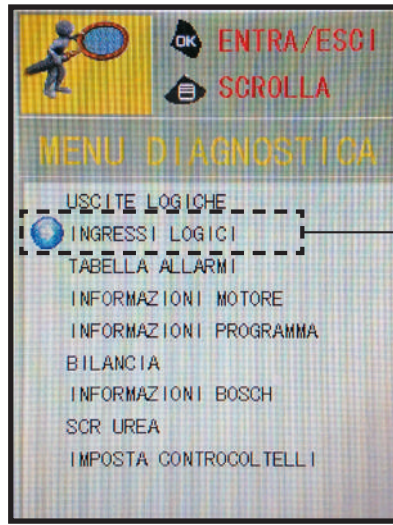 OK ENTRA/ESCI
SCROLLA
MENU DIAGNOSTICA
USCITE LOGICHE
INGRESSI LOGICI
TABELLA ALLARMI
INFORMAZIONI MOTORE
INFORMAZIONI PROGRAMMA
BILANCIA
INFORMAZIONI BOSCH
SCR UREA
IMPOSTA CONTROCOLTELLI